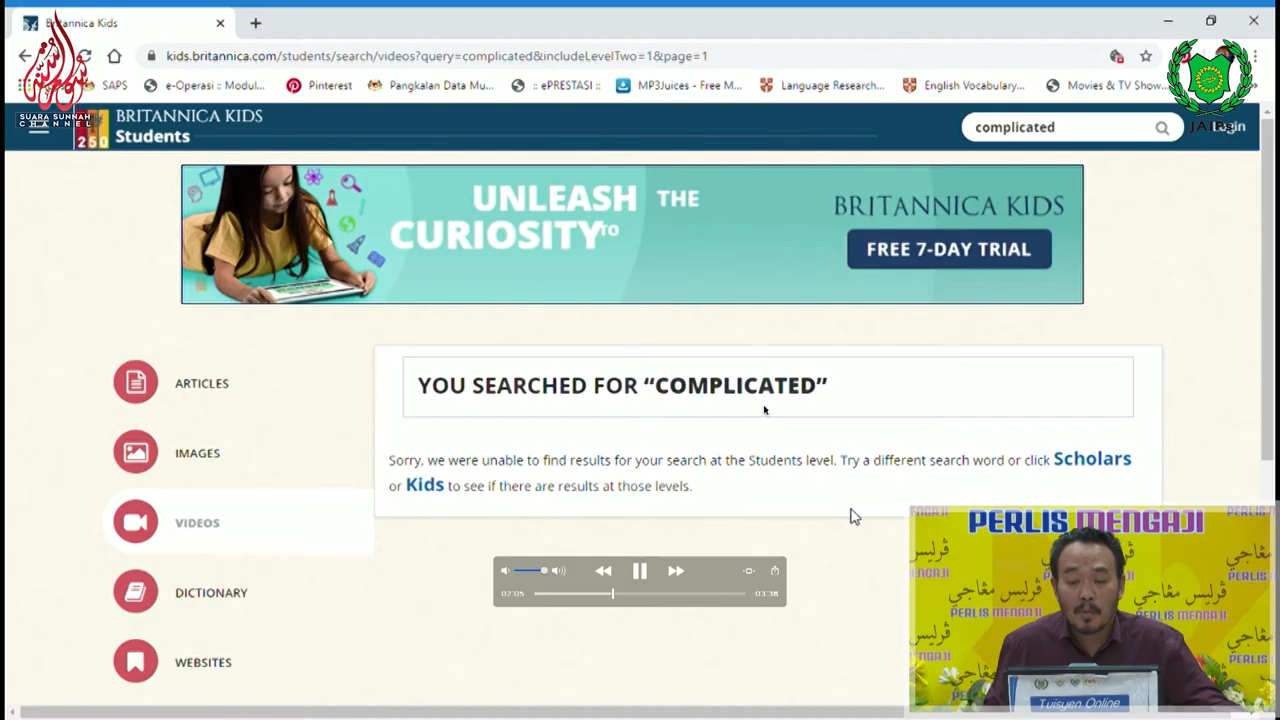 Britannica Kids
kids.britannica.com/students/search/videos?query=complicated&includeLevelTwo=1&page=1
SAPS
e-Operasi :: Modul...
Pinterest
Pangkalan Data Mu...
:: ePRESTASI ::
MP3Juices - Free M...
Language Research...
English Vocabulary...
Movies & TV Show...
SUARA SUNNAH
CHANNEL
250
BRITANNICA KIDS
Students
complicated
Login
JAIPs
UNLEASH THE
CURIOSITY TO
BRITANNICA KIDS
FREE 7-DAY TRIAL
ARTICLES
IMAGES
VIDEOS
DICTIONARY
WEBSITES
YOU SEARCHED FOR “COMPLICATED”
Sorry, we were unable to find results for your search at the Students level. Try a different search word or click Scholars
or Kids to see if there are results at those levels.
02:05
-03:38
PERLIS MENGAJI
ڤرليس مڠاجي
PERLIS MENGAJI
Tuisyen Online